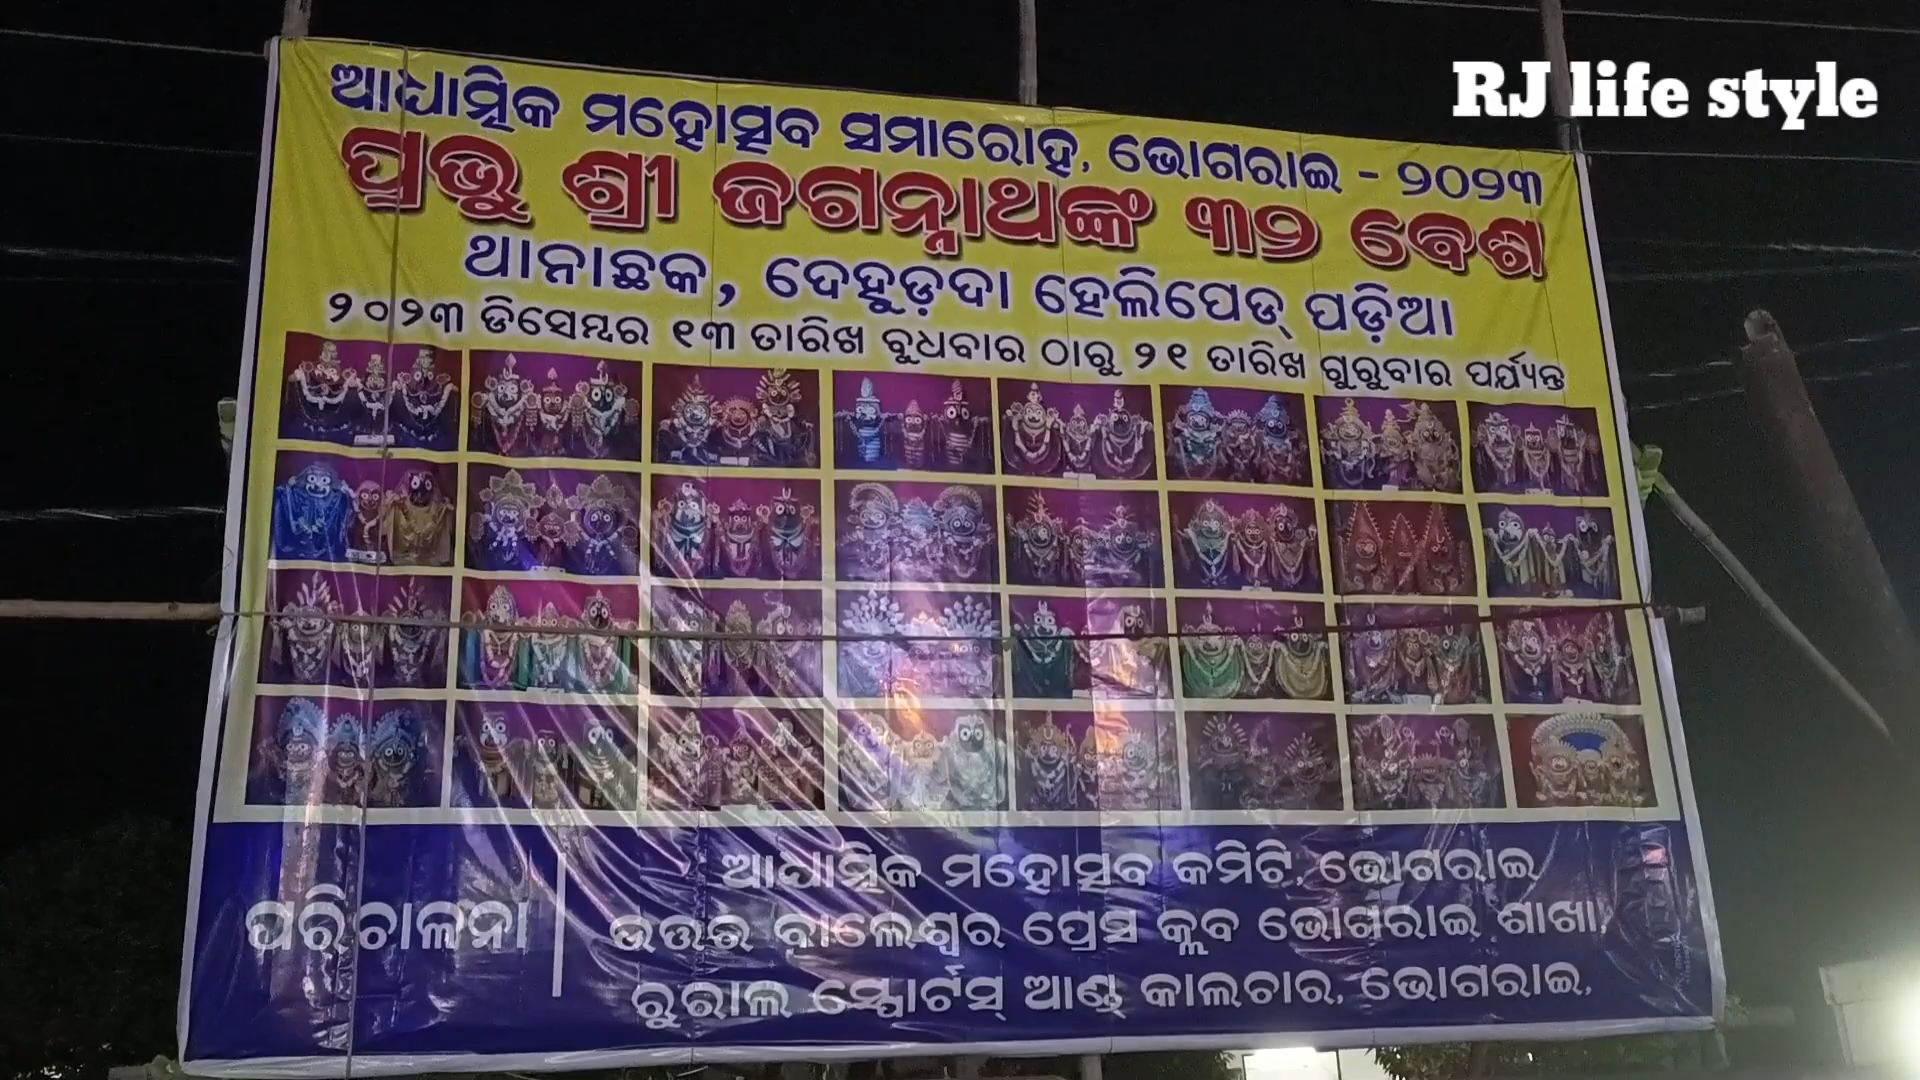 RJ life style
ଆଧ୍ୟାତ୍ମିକ ମହୋତ୍ସବ ସମାରୋହ, ଭୋଗରାଇ - ୨୦୨୩
ପ୍ରଭୁ ଶ୍ରୀ ଜଗନ୍ନାଥଙ୍କ ୩୨ ବେଶ
ଥାନାଛକ, ଦେହୁଡ଼ଦା ହେଲିପେଡ୍ ପଡ଼ିଆ
୨୦୨୩ ଡିସେମ୍ବର ୧୩ ତାରିଖ ବୁଧବାର ଠାରୁ ୨୧ ତାରିଖ ଗୁରୁବାର ପର୍ଯ୍ୟନ୍ତ
ପରିଚାଳନା
ଆଧ୍ୟାତ୍ମିକ ମହୋତ୍ସବ କମିଟି, ଭୋଗରାଇ
ଉତ୍ତର ବାଲେଶ୍ୱର ପ୍ରେସ କ୍ଲବ ଭୋଗରାଇ ଶାଖା,
ରୁରାଲ ସ୍ପୋର୍ଟସ୍ ଆଣ୍ଡ୍ କାଲଚାର, ଭୋଗରାଇ,